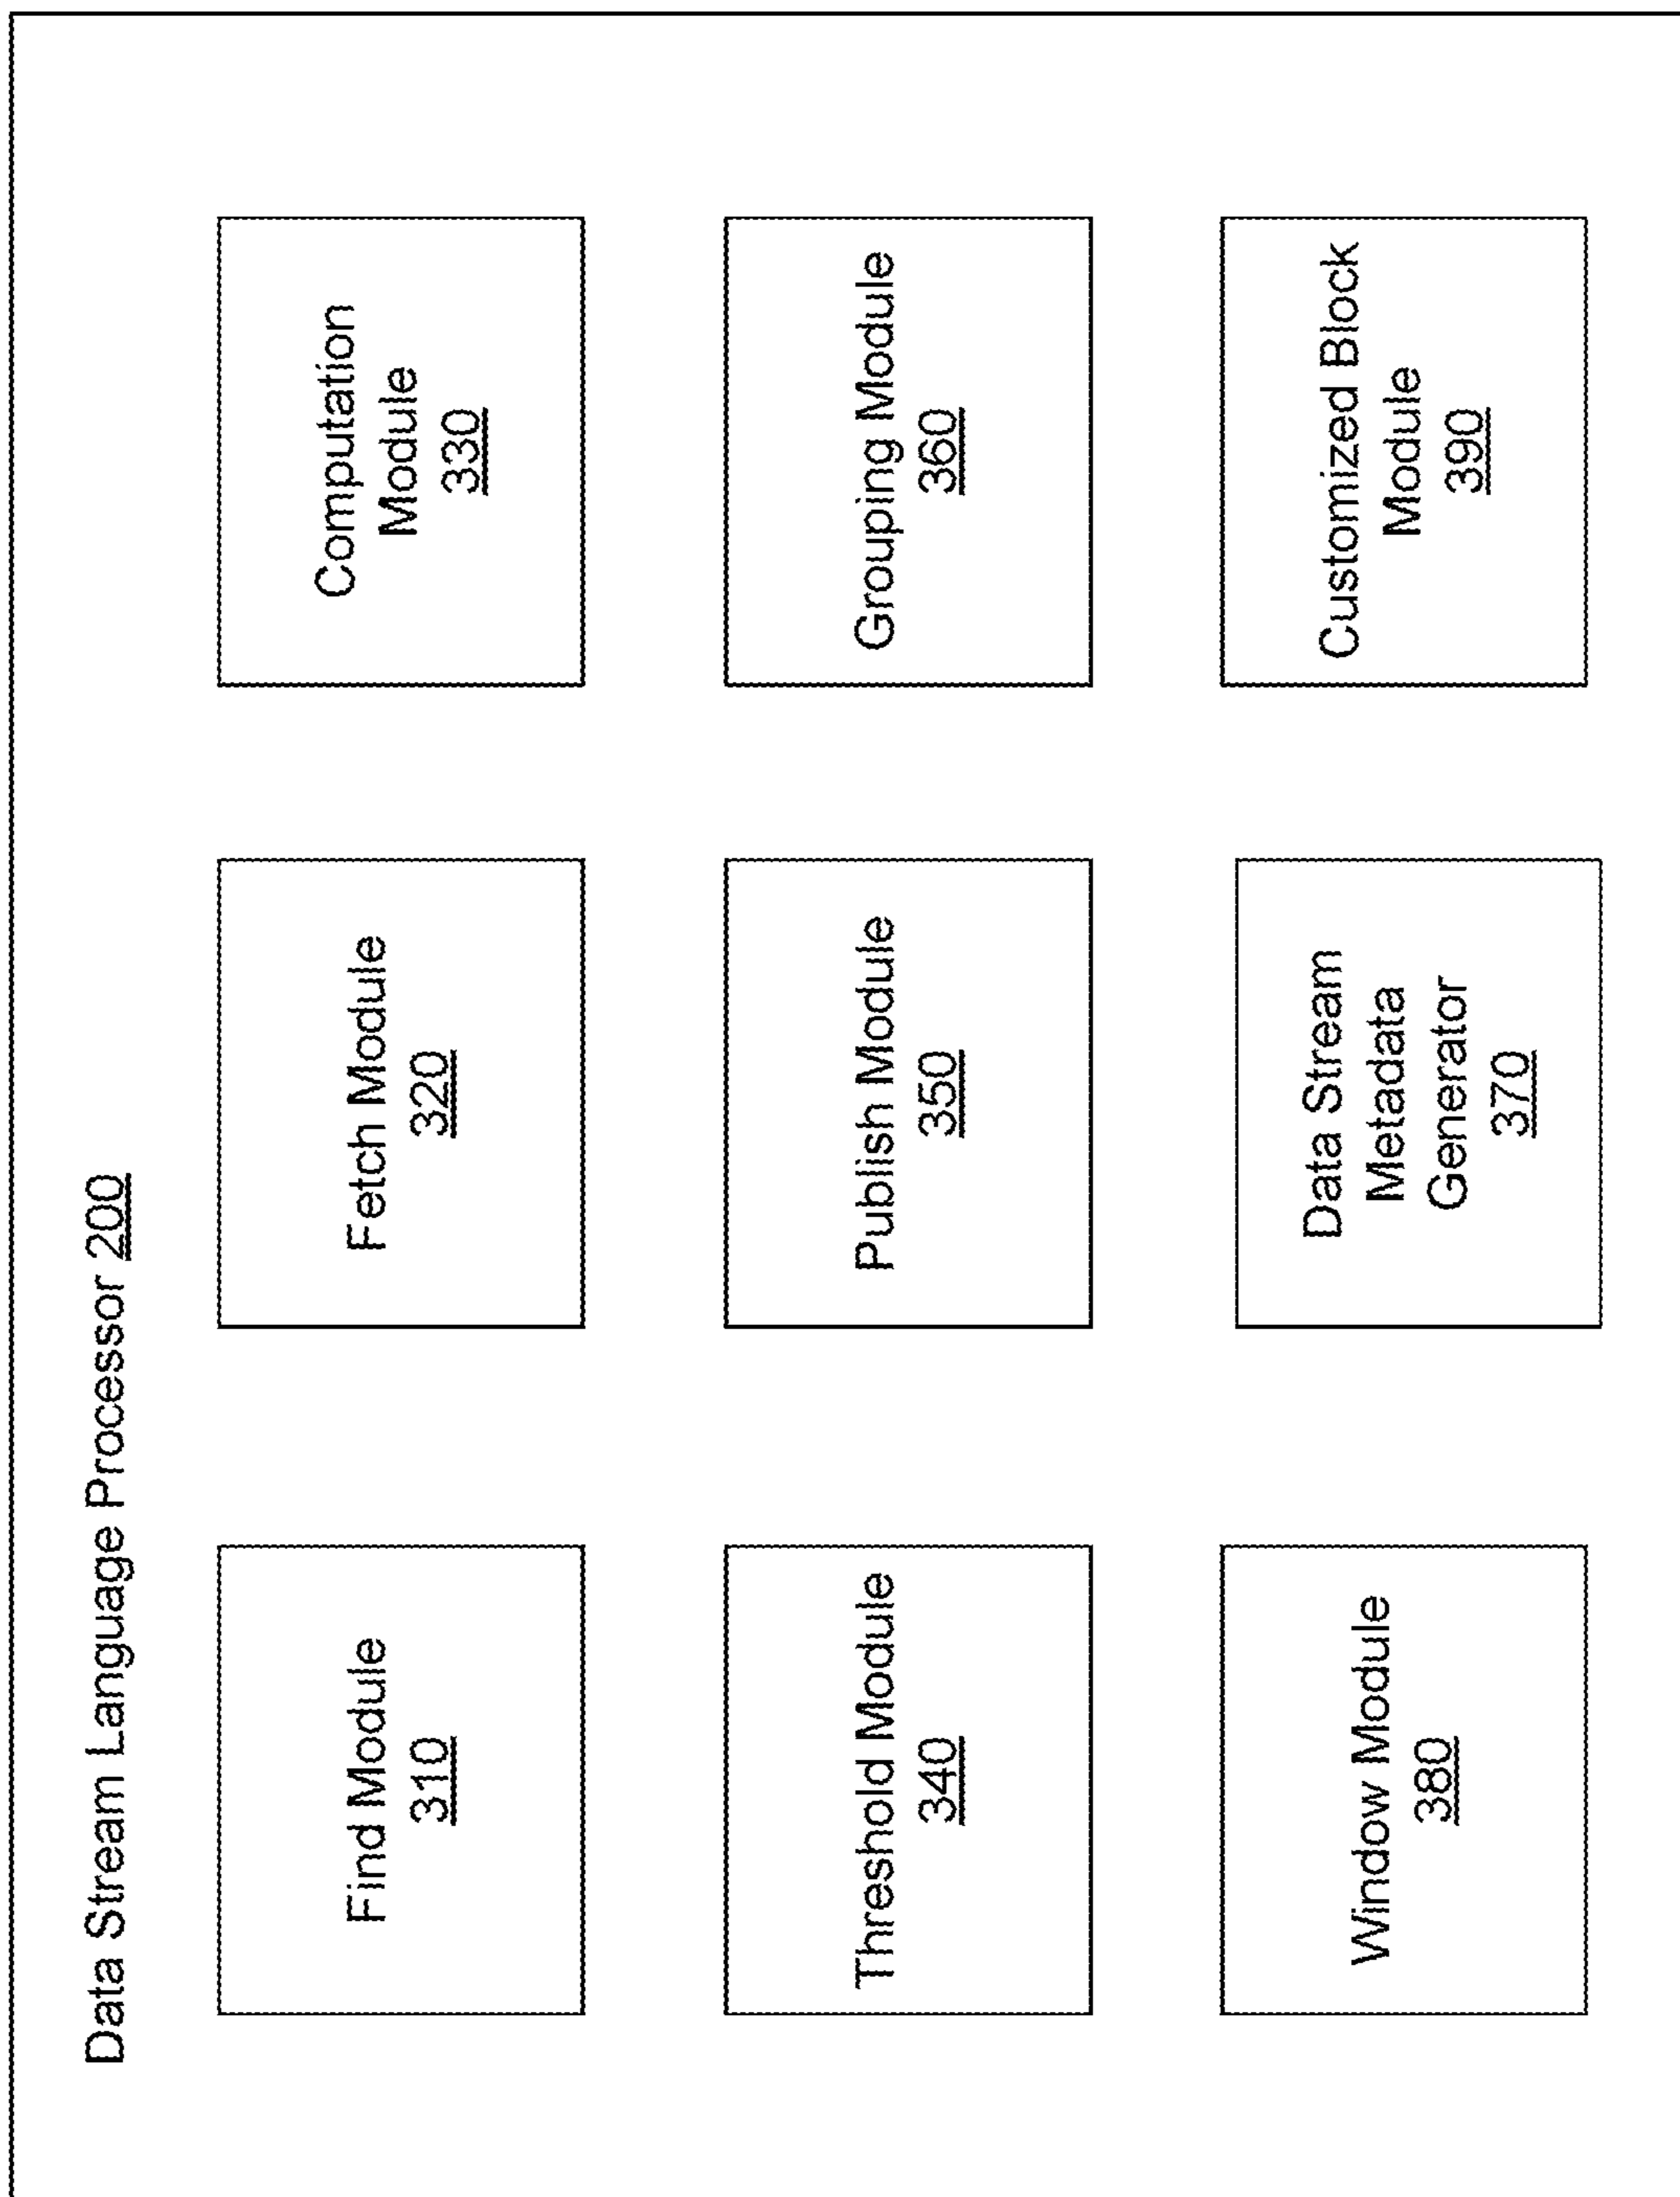 Data Stream Language Processor 200
Find Module
310
Fetch Module
320
Computation
Module
330
Threshold Module
340
Publish Module
350
Grouping Module
360
Window Module
380
Data Stream
Metadata
Generator
370
Customized Block
Module
390